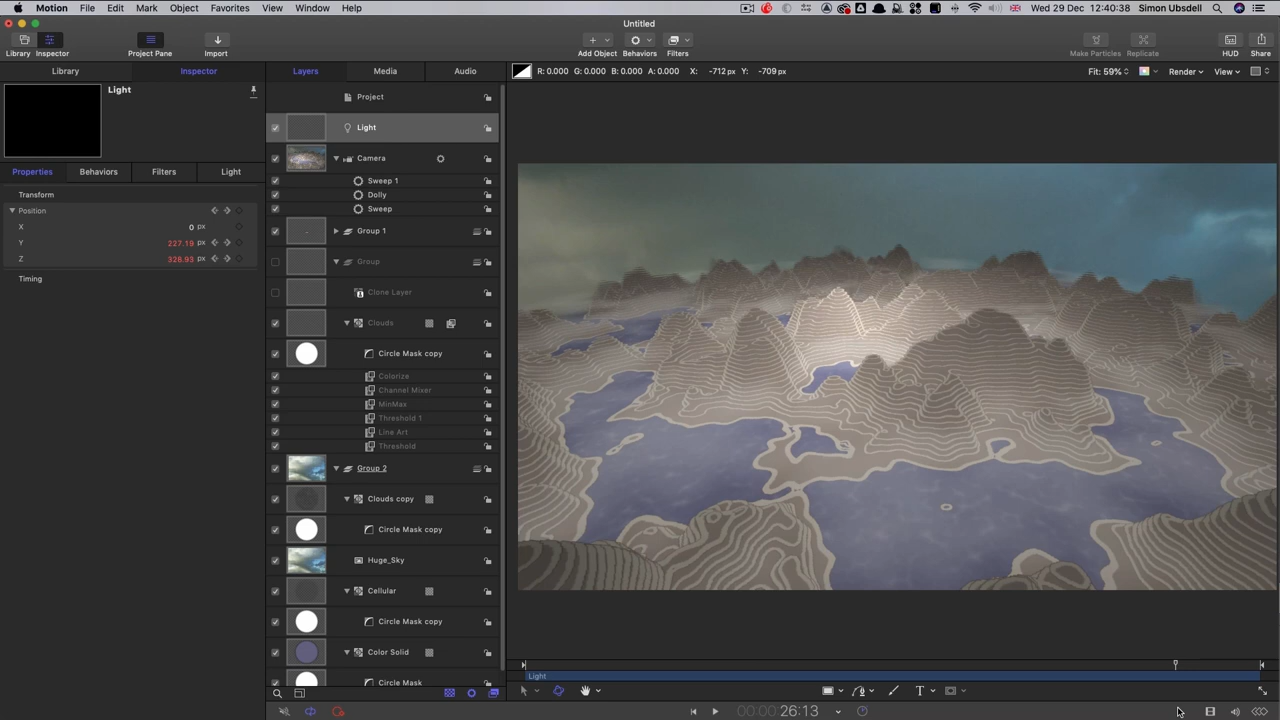 Motion File Edit Mark Object Favorites View Window Help Wed 29 Dec 12:40:38 Simon Ubsdell
Untitled
Library Inspector Project Pane Import Add Object Behaviors Filters Make Particles Replicate HUD Share
Library Inspector Layers Media Audio R: 0.000 G: 0.000 B: 0.000 A: 0.000 X: -712 px Y: -709 px Fit: 59% Render View
Light
Properties Behaviors Filters Light
Transform
Position
X 0 px
Y 227.19 px
Z 328.93 px
Timing
Project
Light
Camera
Sweep 1
Dolly
Sweep
Group 1
Group
Clone Layer
Clouds
Circle Mask copy
Colorize
Channel Mixer
MinMax
Threshold 1
Line Art
Threshold
Group 2
Clouds copy
Circle Mask copy
Huge_Sky
Cellular
Circle Mask copy
Color Solid
Circle Mask
Light
T
00:00:26:13